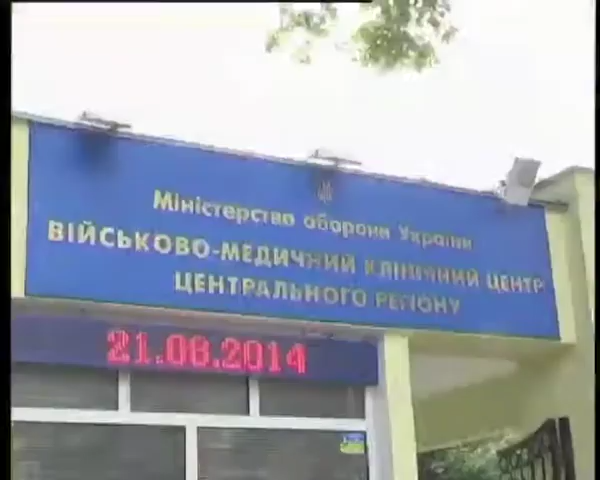 Міністерство оборони України
ВІЙСЬКОВО-МЕДИЧНИЙ КЛІНІЧНИЙ ЦЕНТР
ЦЕНТРАЛЬНОГО РЕГІОНУ
21.08.2014